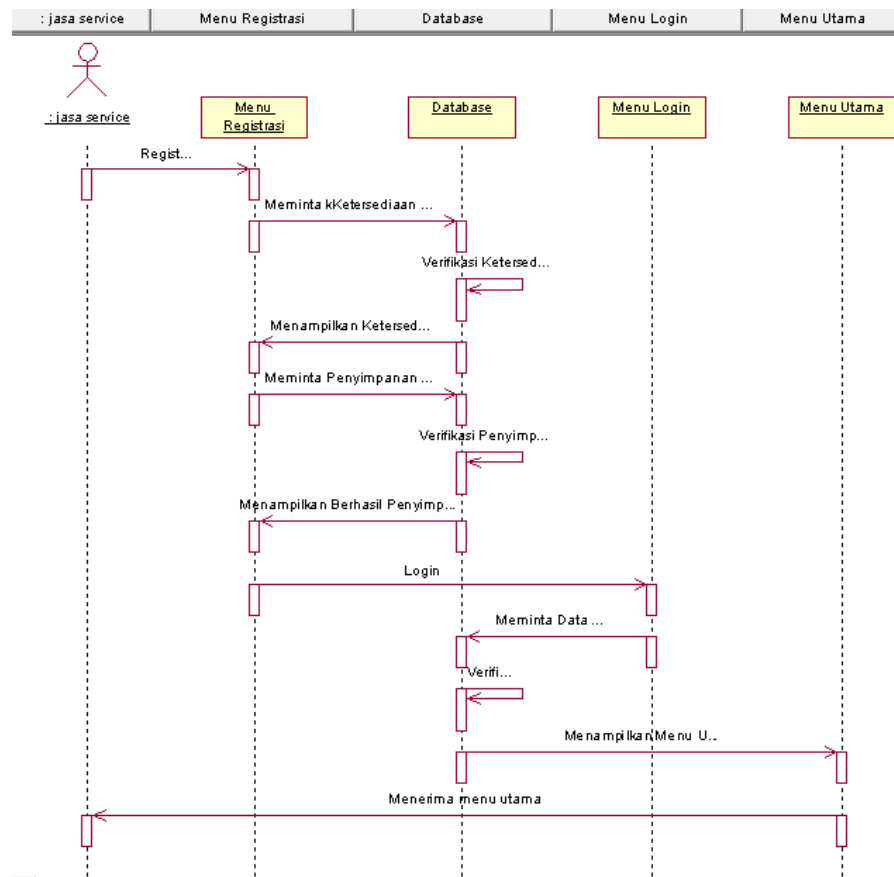 : jasa service
Menu Registrasi
Database
Menu Login
Menu Utama
: jasa service
Menu
Registrasi
Database
Menu Login
Menu Utama
Regist...
Meminta kKetersediaan ...
Verifikasi Ketersed...
Menampilkan Ketersed...
Meminta Penyimpanan ...
Verifikasi Penyimp...
Menampilkan Berhasil Penyimp...
Login
Meminta Data ...
Verifi...
Menampilkan Menu U...
Menerima menu utama